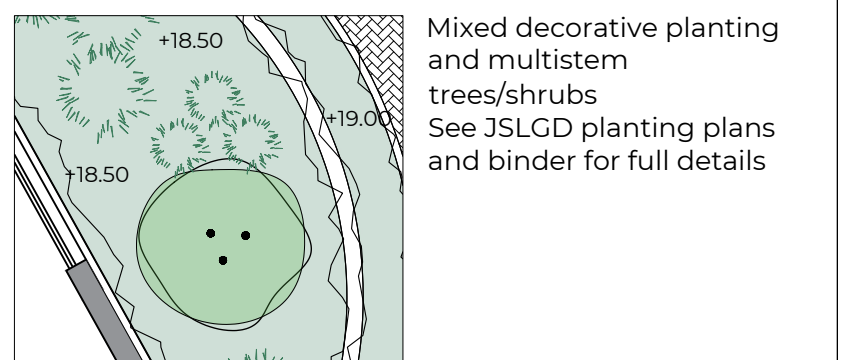 +18.50
+19.00
+18.50
Mixed decorative planting
and multistem
trees/shrubs
See JSLGD planting plans
and binder for full details